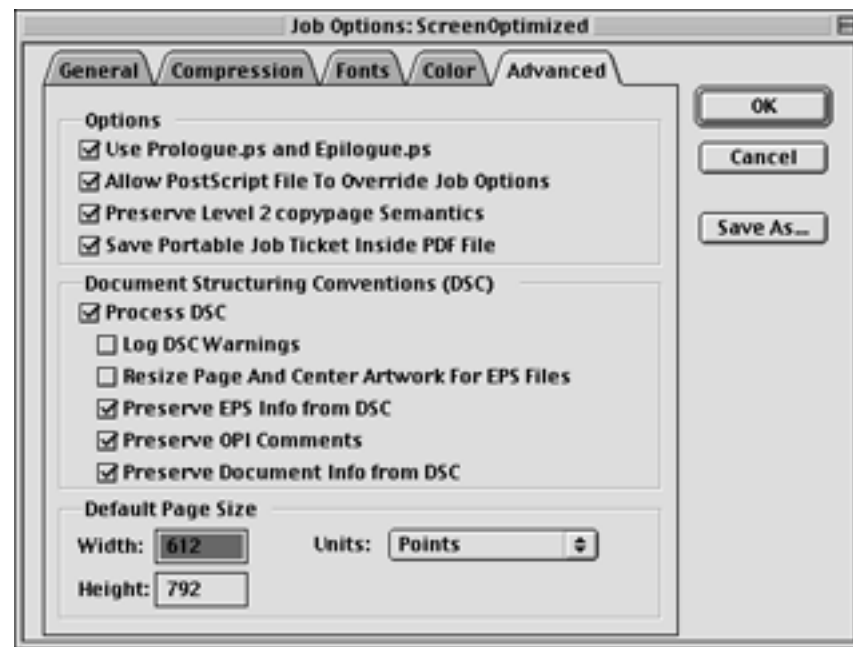 Job Options: ScreenOptimized
General Compression Fonts Color Advanced
Options
Use Prologue.ps and Epilogue.ps
Allow PostScript File To Override Job Options
Preserve Level 2 copypage Semantics
Save Portable Job Ticket Inside PDF File
Document Structuring Conventions (DSC)
Process DSC
Log DSC Warnings
Resize Page And Center Artwork For EPS Files
Preserve EPS Info from DSC
Preserve OPI Comments
Preserve Document Info from DSC
Default Page Size
Width: 612 Units: Points
Height: 792
OK
Cancel
Save As...